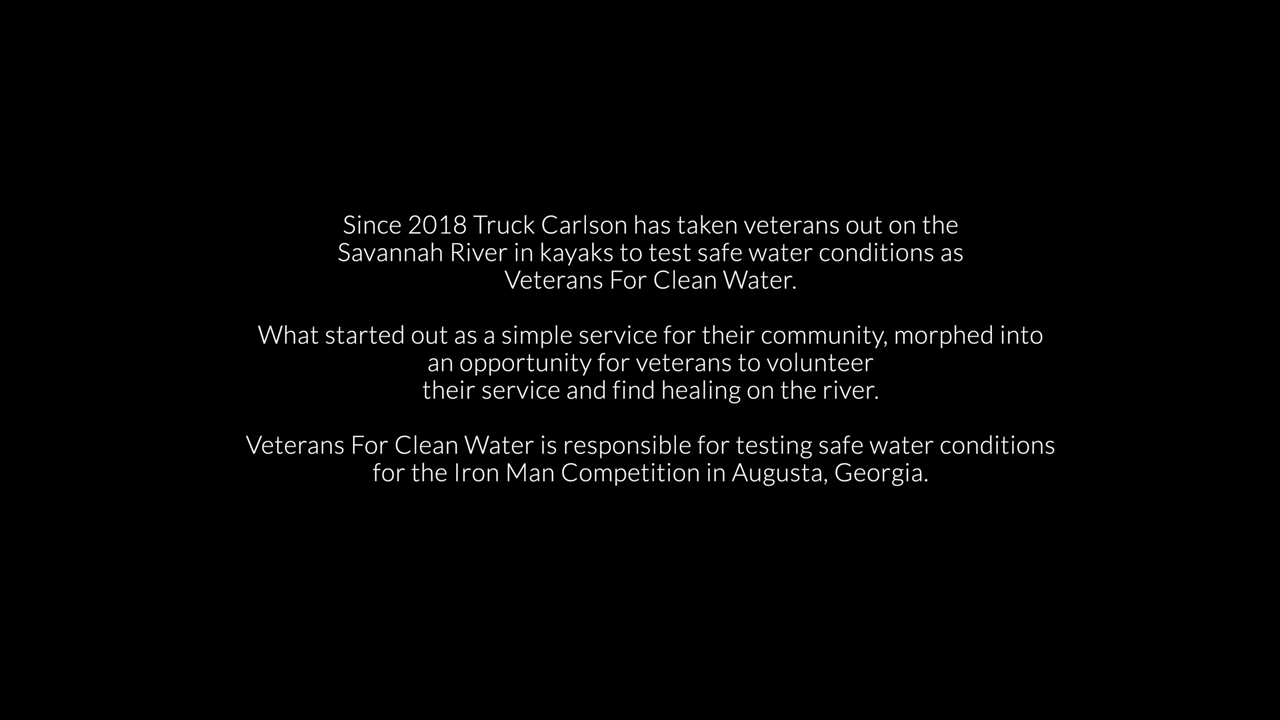 Since 2018 Truck Carlson has taken veterans out on the
Savannah River in kayaks to test safe water conditions as
Veterans For Clean Water.
What started out as a simple service for their community, morphed into
an opportunity for veterans to volunteer
their service and find healing on the river.
Veterans For Clean Water is responsible for testing safe water conditions
for the Iron Man Competition in Augusta, Georgia.